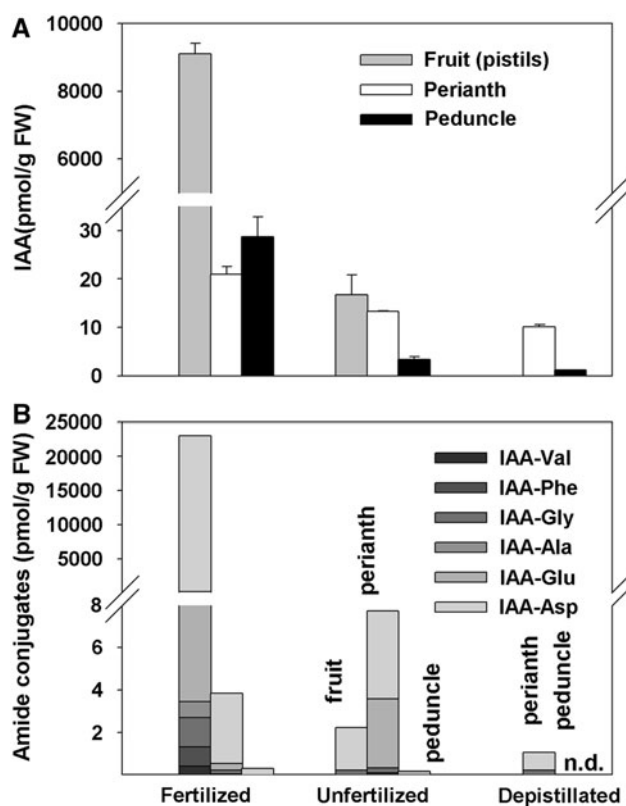 A
10000
8000
6000
30
20
10
0
IAA(pmol/g FW)
Fruit (pistils)
Perianth
Peduncle
B
25000
20000
15000
10000
5000
8
6
4
2
Amide conjugates (pmol/g FW)
IAA-Val
IAA-Phe
IAA-Gly
IAA-Ala
IAA-Glu
IAA-Asp
fruit
perianth
peduncle
perianth
peduncle
n.d.
Fertilized Unfertilized Depistillated